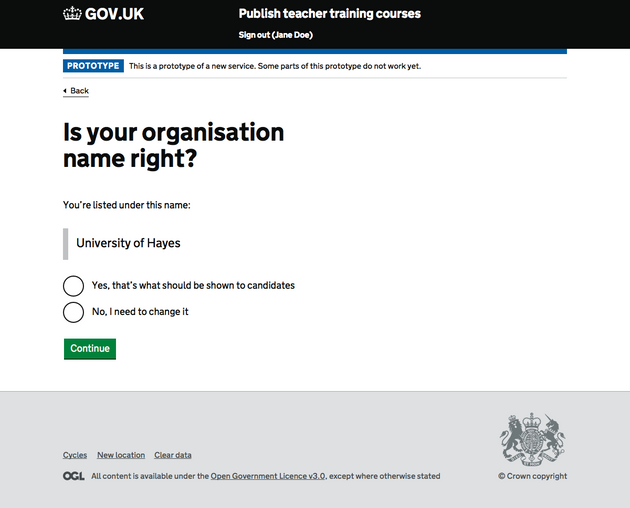 GOV.UK
Publish teacher training courses
Sign out (Jane Doe)
PROTOTYPE This is a prototype of a new service. Some parts of this prototype do not work yet.
Back
Is your organisation
name right?
You're listed under this name:
University of Hayes
Yes, that's what should be shown to candidates
No, I need to change it
Continue
Cycles New location Clear data
OGL All content is available under the Open Government Licence v3.0, except where otherwise stated
© Crown copyright